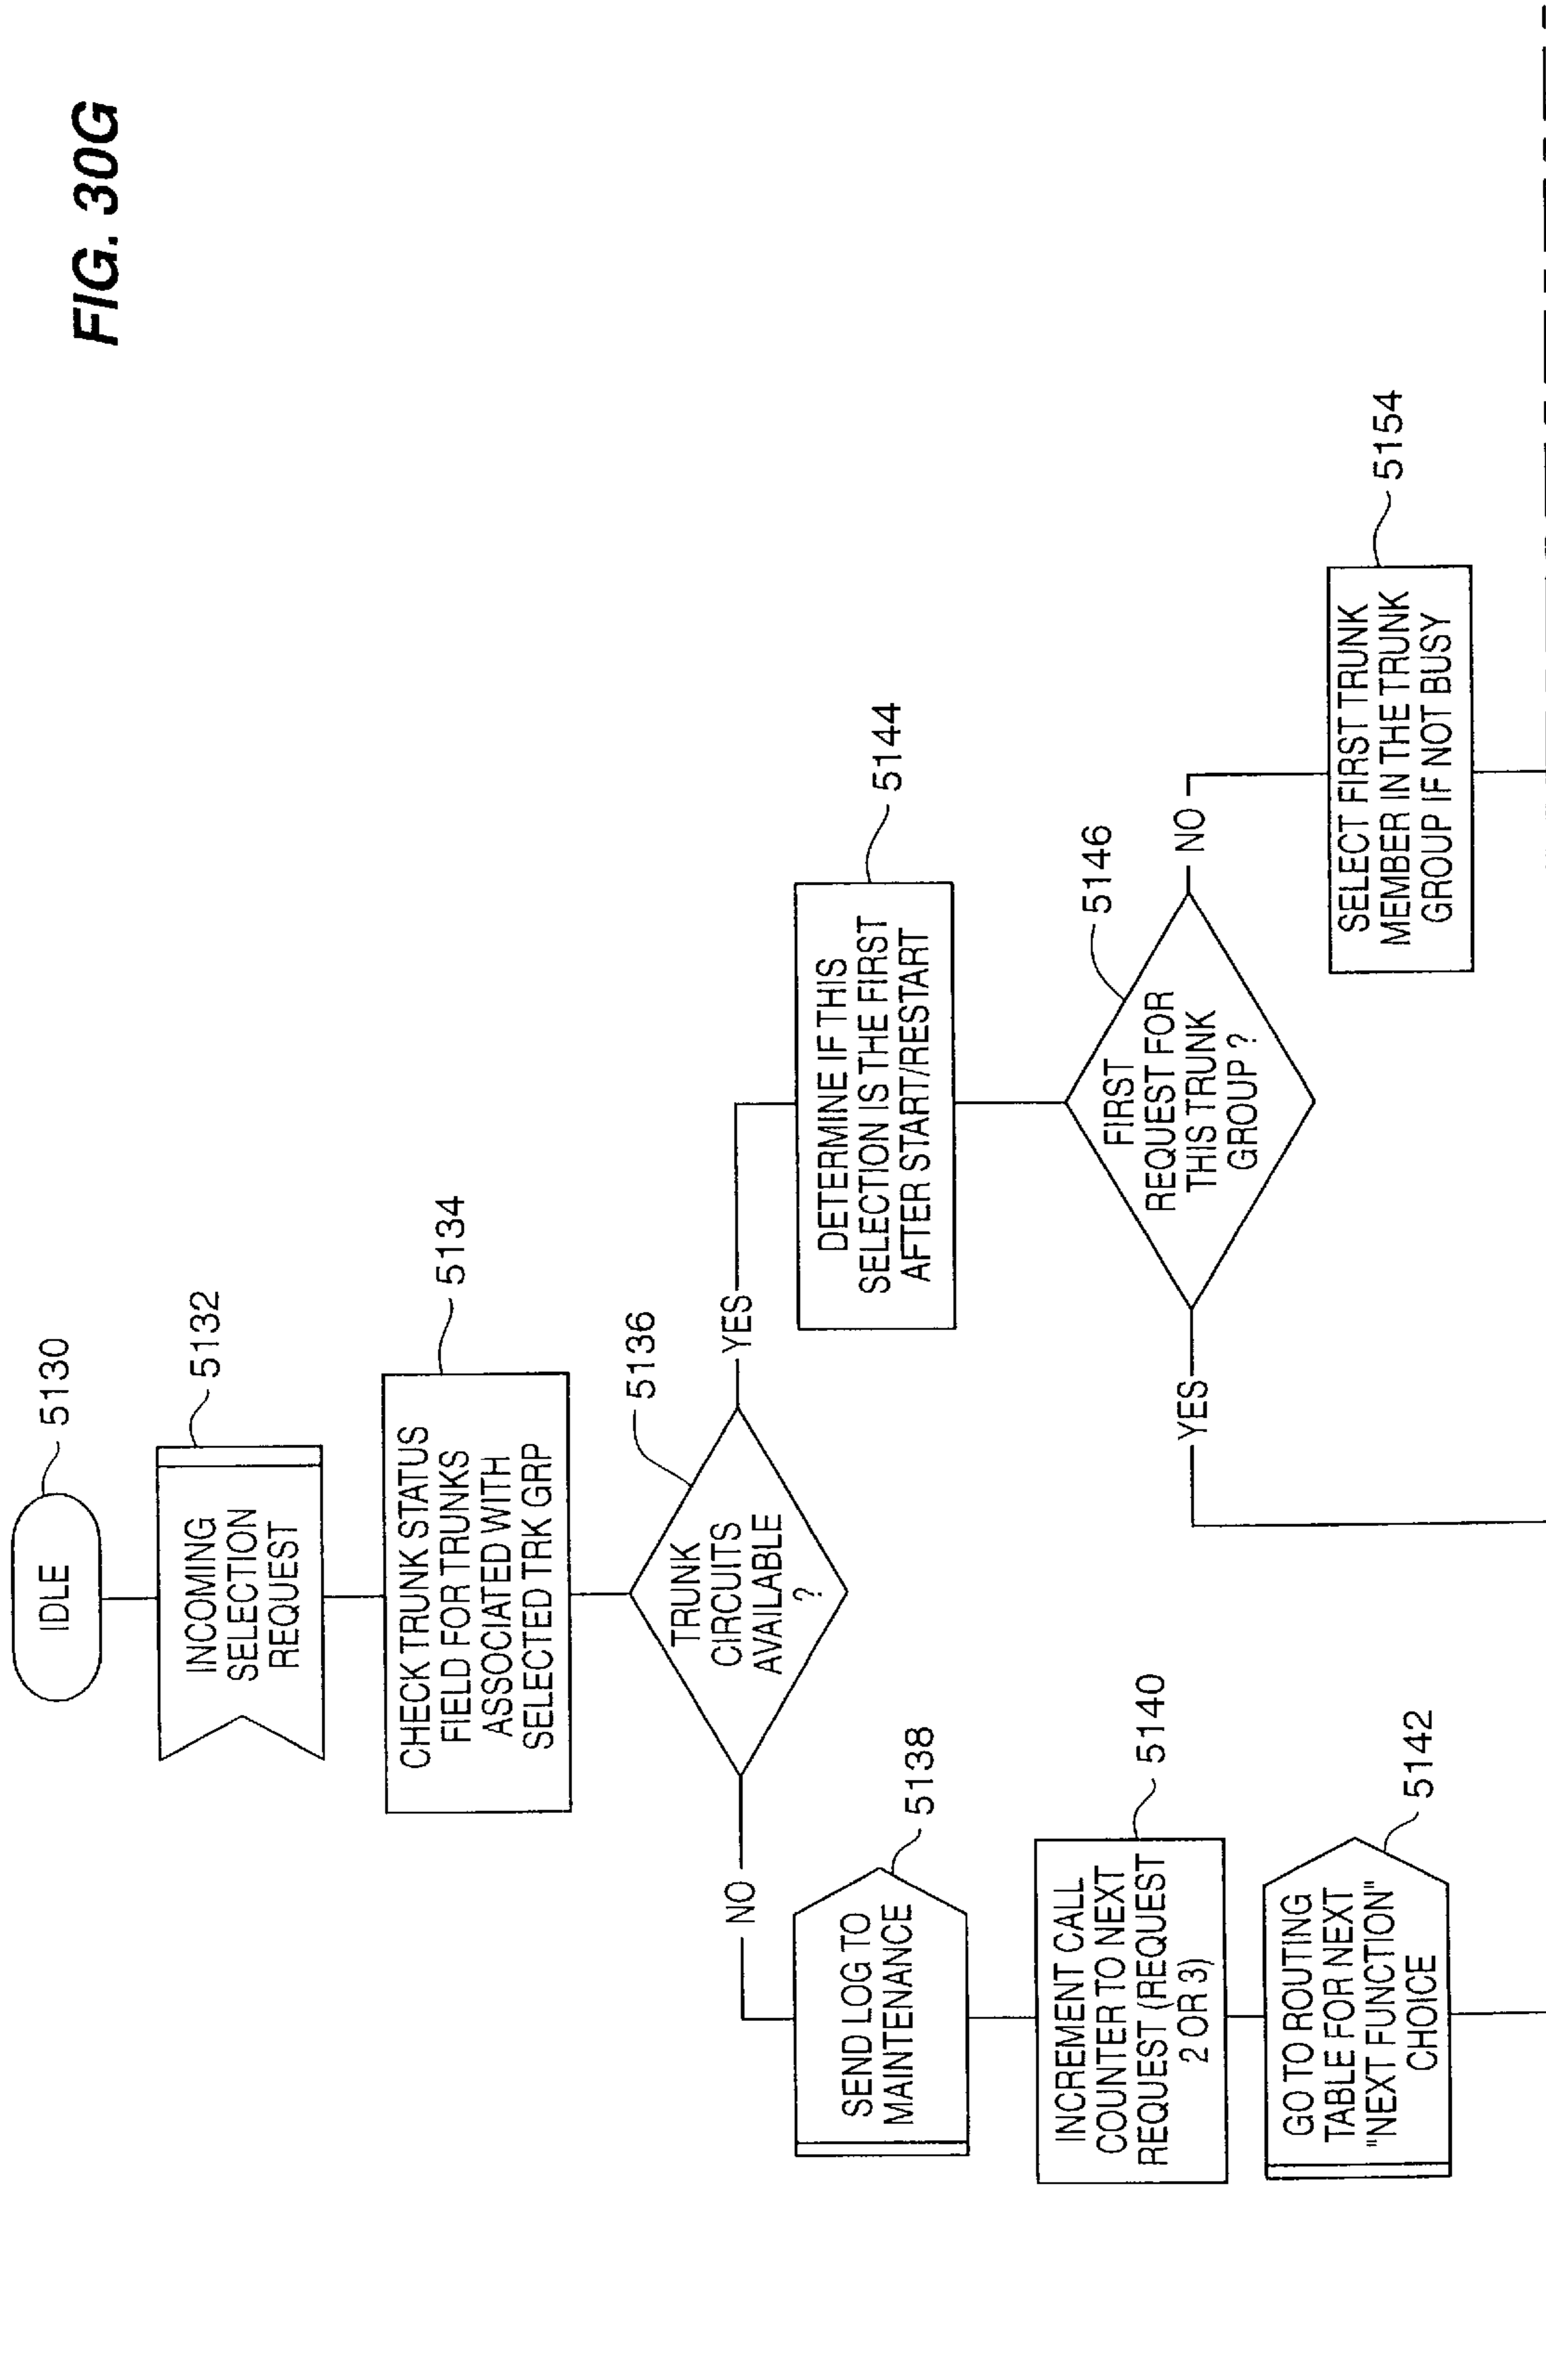 FIG. 30G
IDLE
5130
INCOMING
SELECTION
REQUEST
5132
CHECK TRUNK STATUS
FIELD FOR TRUNKS
ASSOCIATED WITH
SELECTED TRK GRP
5134
TRUNK
CIRCUITS
AVAILABLE
?
5136
NO
YES
SEND LOG TO
MAINTENANCE
5138
INCREMENT CALL
COUNTER TO NEXT
REQUEST (REQUEST
2 OR 3)
5140
GO TO ROUTING
TABLE FOR NEXT
"NEXT FUNCTION"
CHOICE
5142
DETERMINE IF THIS
SELECTION IS THE FIRST
AFTER START/RESTART
5144
FIRST
REQUEST FOR
THIS TRUNK
GROUP ?
5146
YES
NO
SELECT FIRST TRUNK
MEMBER IN THE TRUNK
GROUP IF NOT BUSY
5154